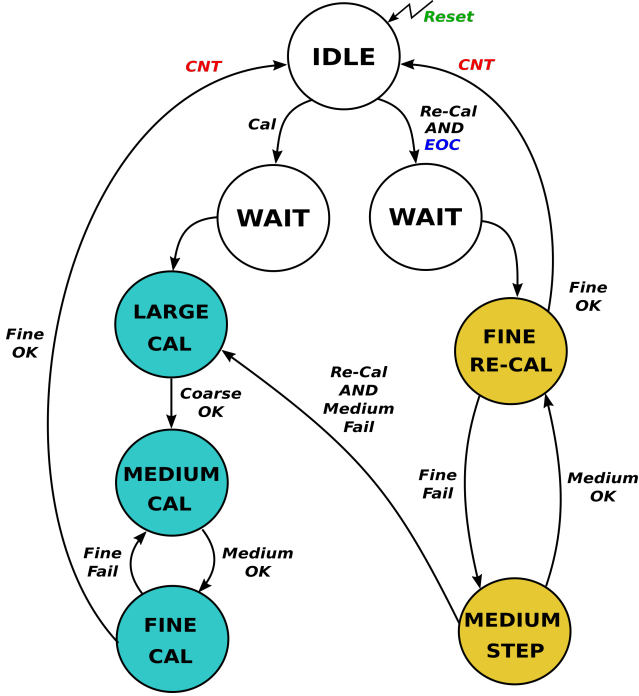 Reset
IDLE
CNT
CNT
Cal
Re-Cal
AND
EOC
WAIT
WAIT
LARGE
CAL
Fine
OK
FINE
RE-CAL
Fine
OK
Re-Cal
AND
Medium
Fail
Coarse
OK
MEDIUM
CAL
Fine
Fail
Medium
OK
Fine
Fail
Medium
OK
FINE
CAL
MEDIUM
STEP